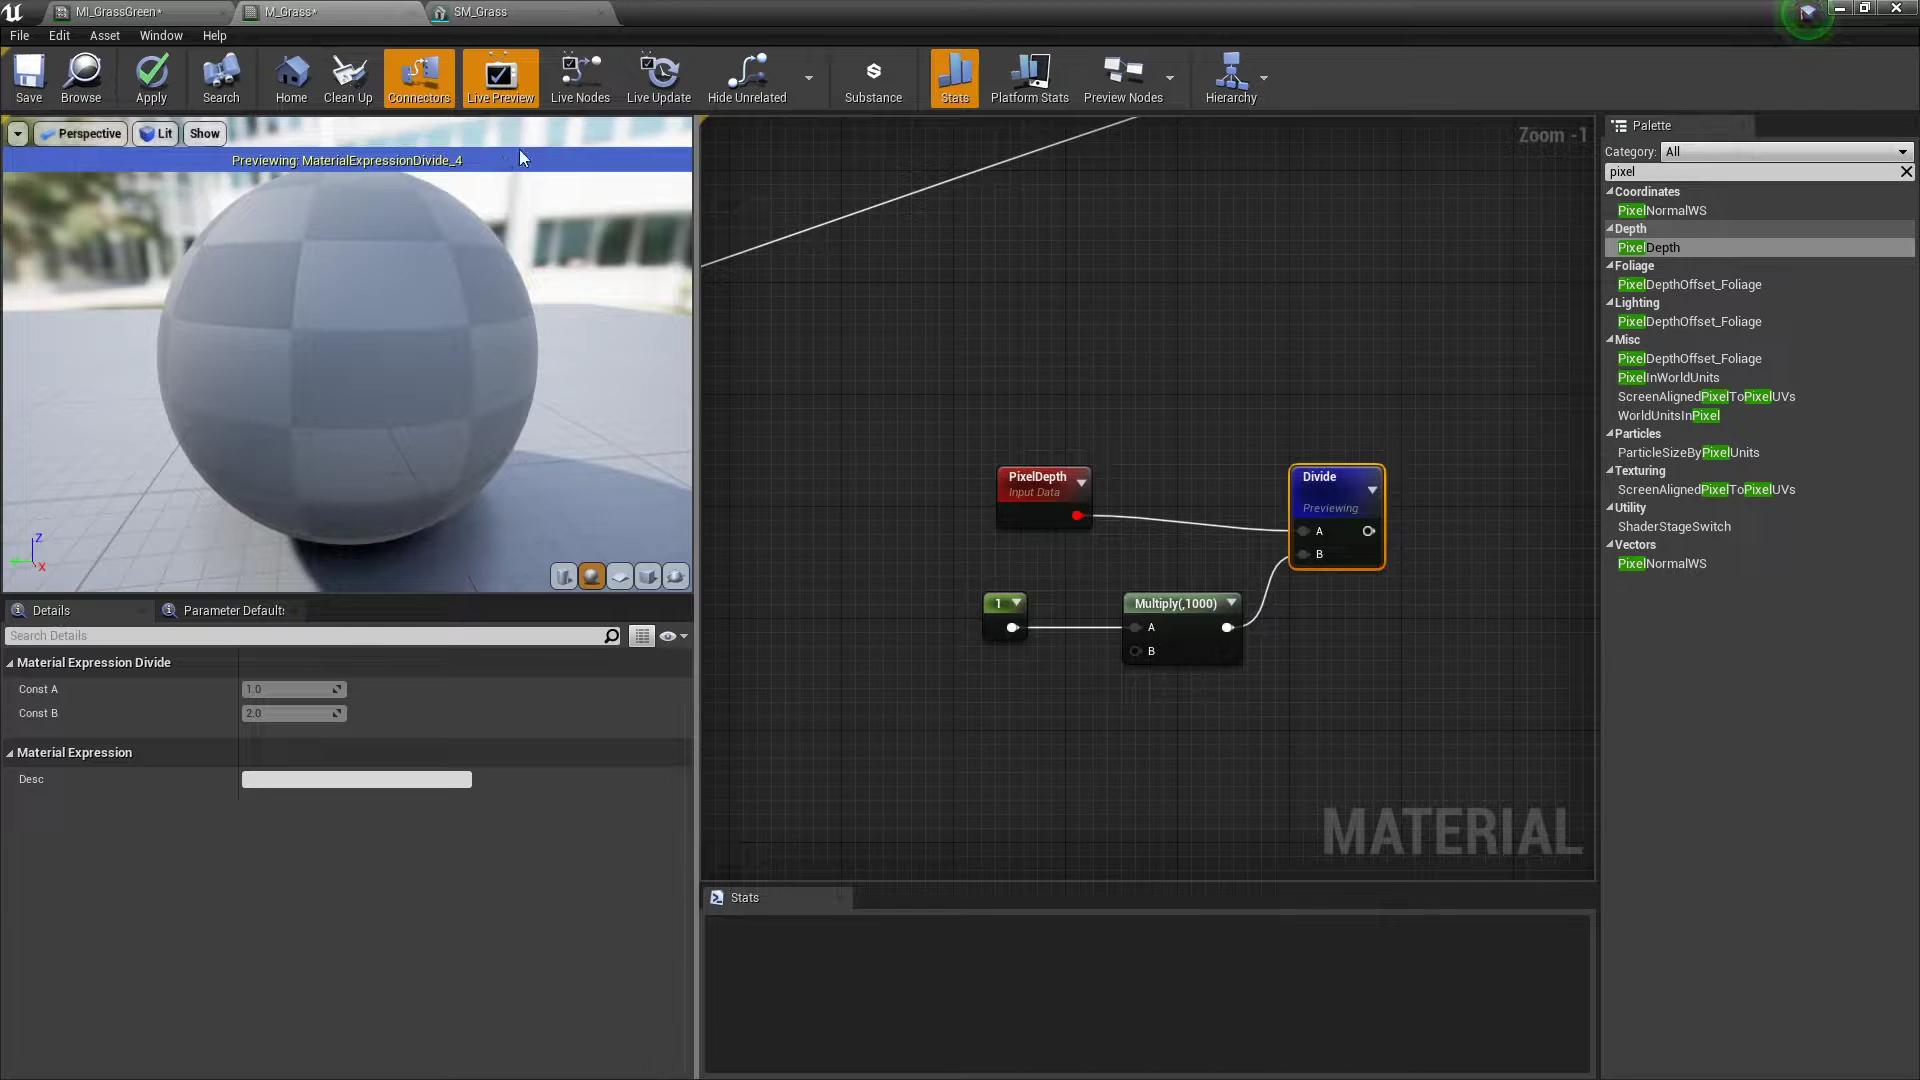 MI_GrassGreen*
M_Grass*
SM_Grass
File
Edit
Asset
Window
Help
Save
Browse
Apply
Search
Home
Clean Up
Connectors
Live Preview
Live Nodes
Live Update
Hide Unrelated
Substance
Stats
Platform Stats
Preview Nodes
Hierarchy
Perspective
Lit
Show
Previewing: MaterialExpressionDivide_4
Z
X
Zoom -1
PixelDepth
Input Data
Divide
Previewing
A
B
1
Multiply(,1000)
A
B
MATERIAL
Stats
Details
Parameter Defaults
Search Details
Material Expression Divide
Const A
1.0
Const B
2.0
Material Expression
Desc
Palette
Category:
All
pixel
Coordinates
PixelNormalWS
Depth
PixelDepth
Foliage
PixelDepthOffset_Foliage
Lighting
PixelDepthOffset_Foliage
Misc
PixelDepthOffset_Foliage
PixelInWorldUnits
ScreenAlignedPixelToPixelUVs
WorldUnitsInPixel
Particles
ParticleSizeByPixelUnits
Texturing
ScreenAlignedPixelToPixelUVs
Utility
ShaderStageSwitch
Vectors
PixelNormalWS